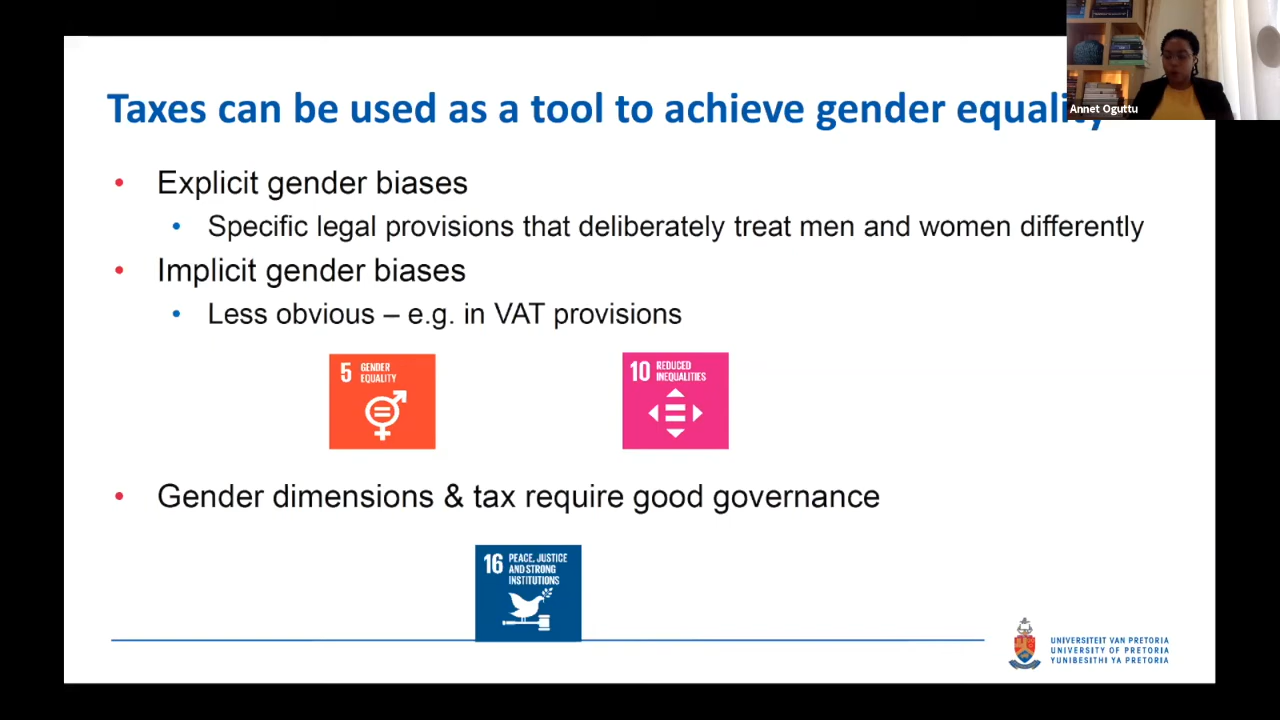 Taxes can be used as a tool to achieve gender equality
Annet Oguttu
• Explicit gender biases
• Specific legal provisions that deliberately treat men and women differently
• Implicit gender biases
• Less obvious – e.g. in VAT provisions
5 GENDER
EQUALITY
10 REDUCED
INEQUALITIES
• Gender dimensions & tax require good governance
16 PEACE, JUSTICE
AND STRONG
INSTITUTIONS
UNIVERSITEIT VAN PRETORIA
UNIVERSITY OF PRETORIA
YUNIBESITHI YA PRETORIA